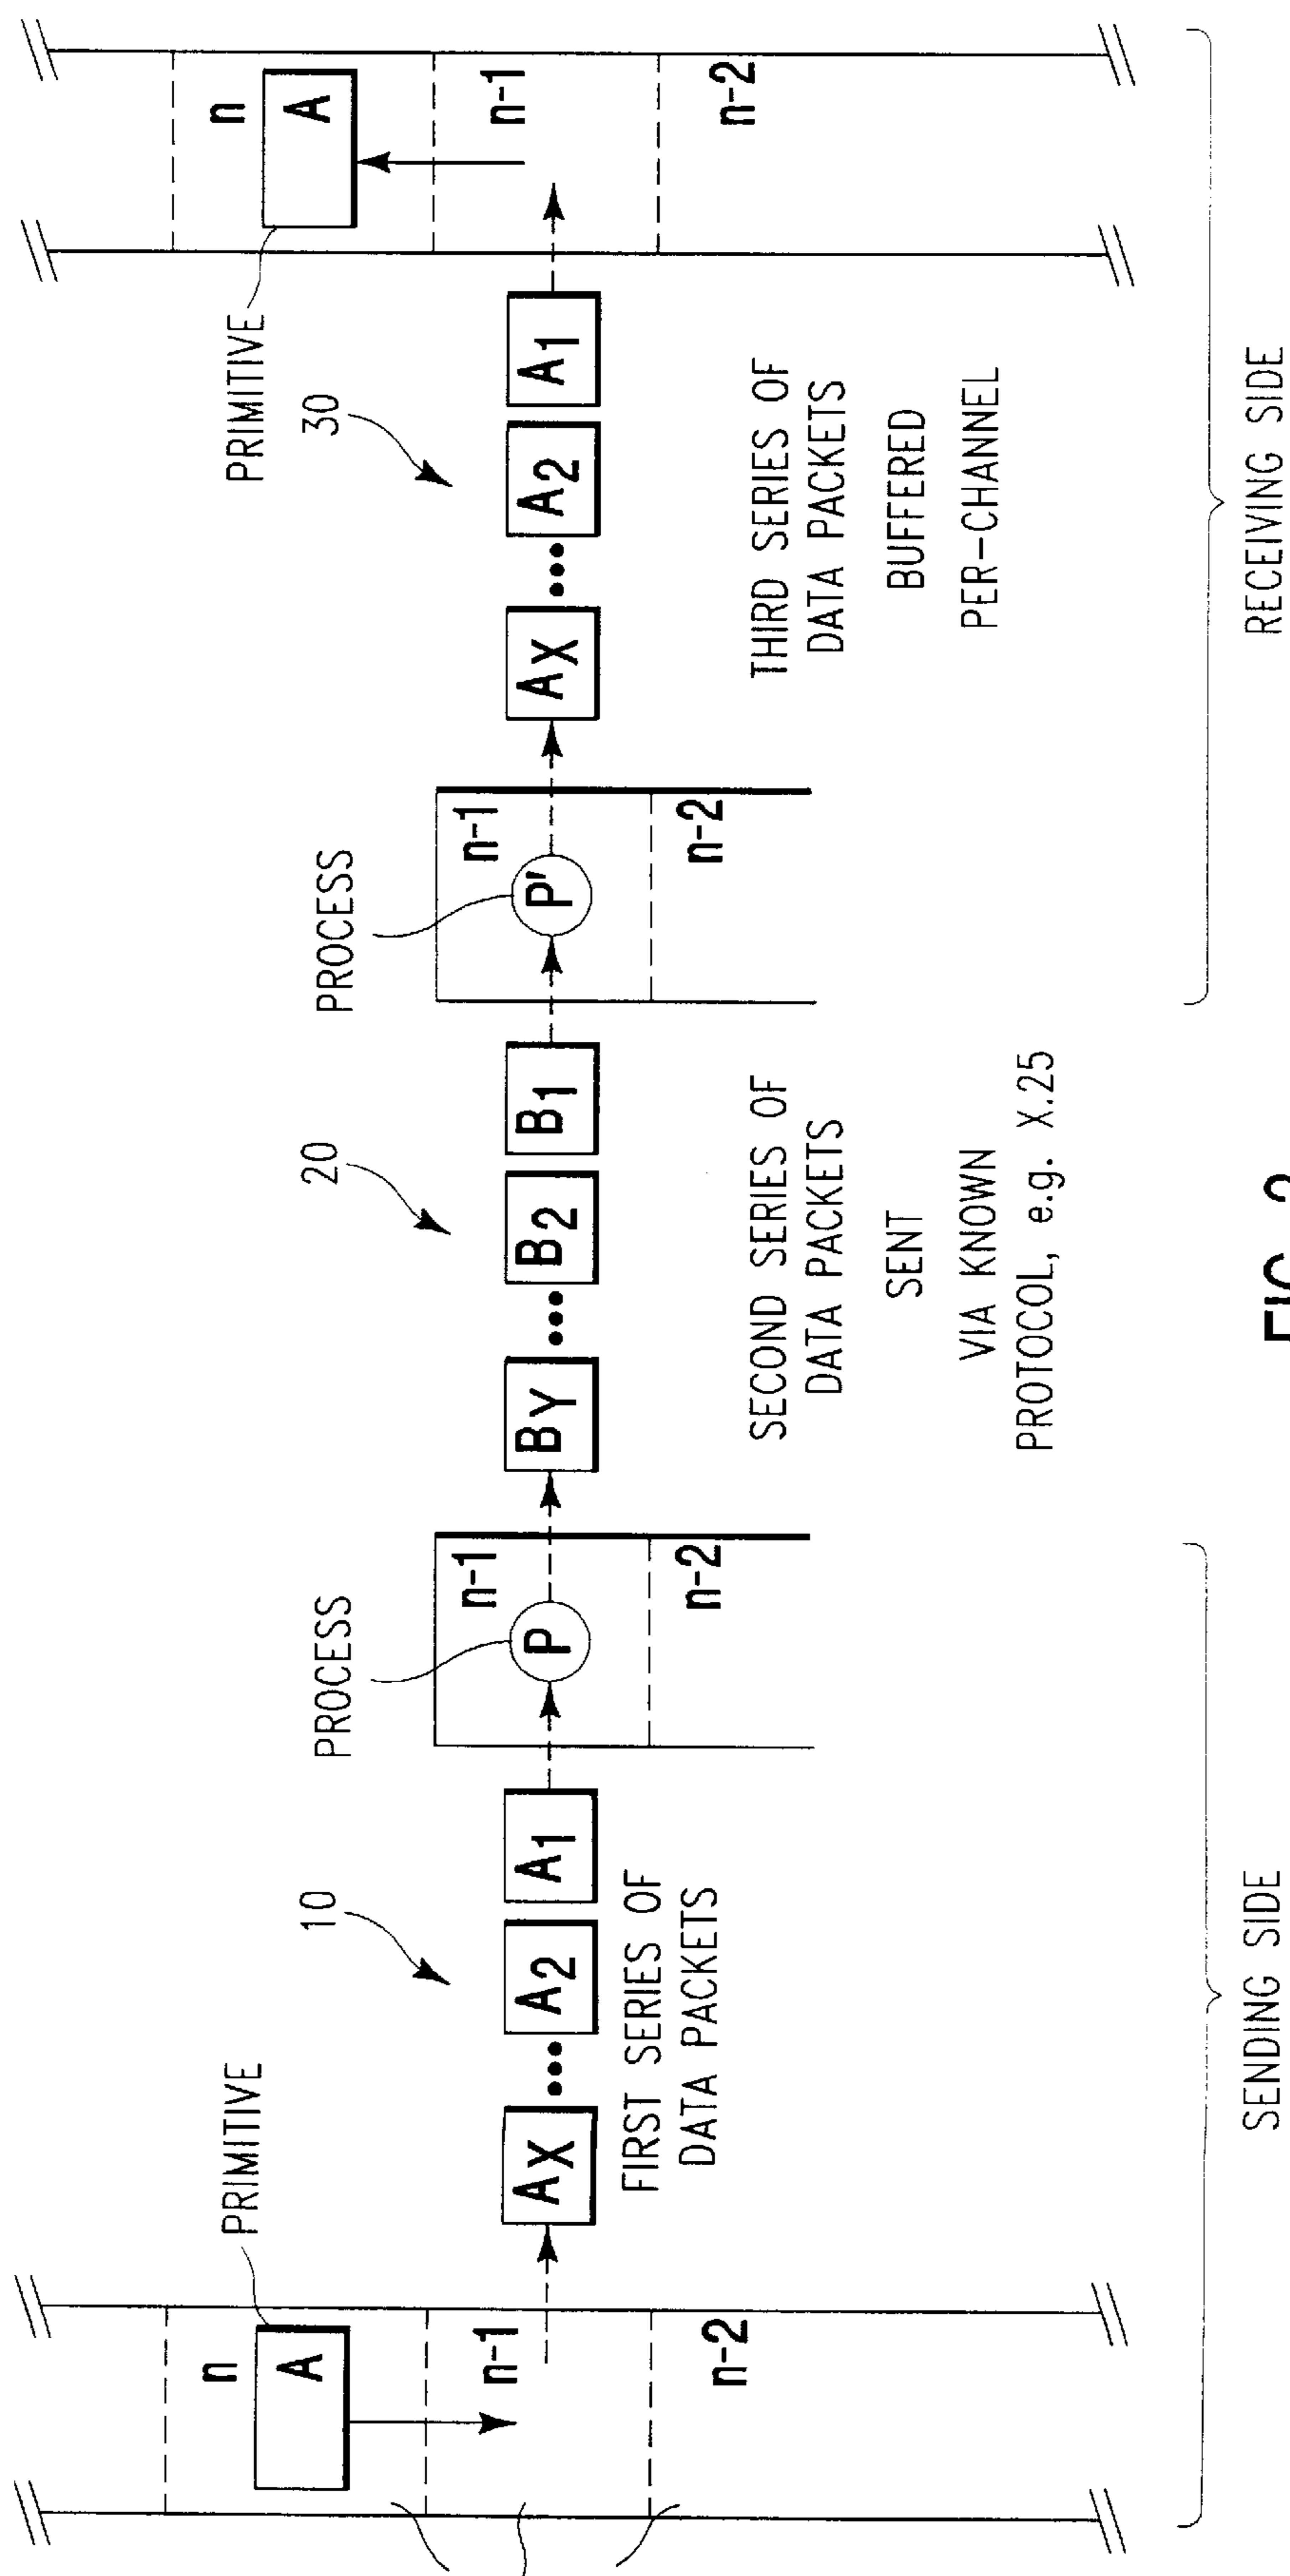 PRIMITIVE
n
A
n-1
n-2
10
AX ••• A2 A1
FIRST SERIES OF
DATA PACKETS
PROCESS
n-1
P
n-2
20
BY ••• B2 B1
SECOND SERIES OF
DATA PACKETS
SENT
VIA KNOWN
PROTOCOL, e.g. X.25
PROCESS
n-1
P'
n-2
30
AX ••• A2 A1
THIRD SERIES OF
DATA PACKETS
BUFFERED
PER-CHANNEL
PRIMITIVE
n
A
n-1
n-2
SENDING SIDE
RECEIVING SIDE